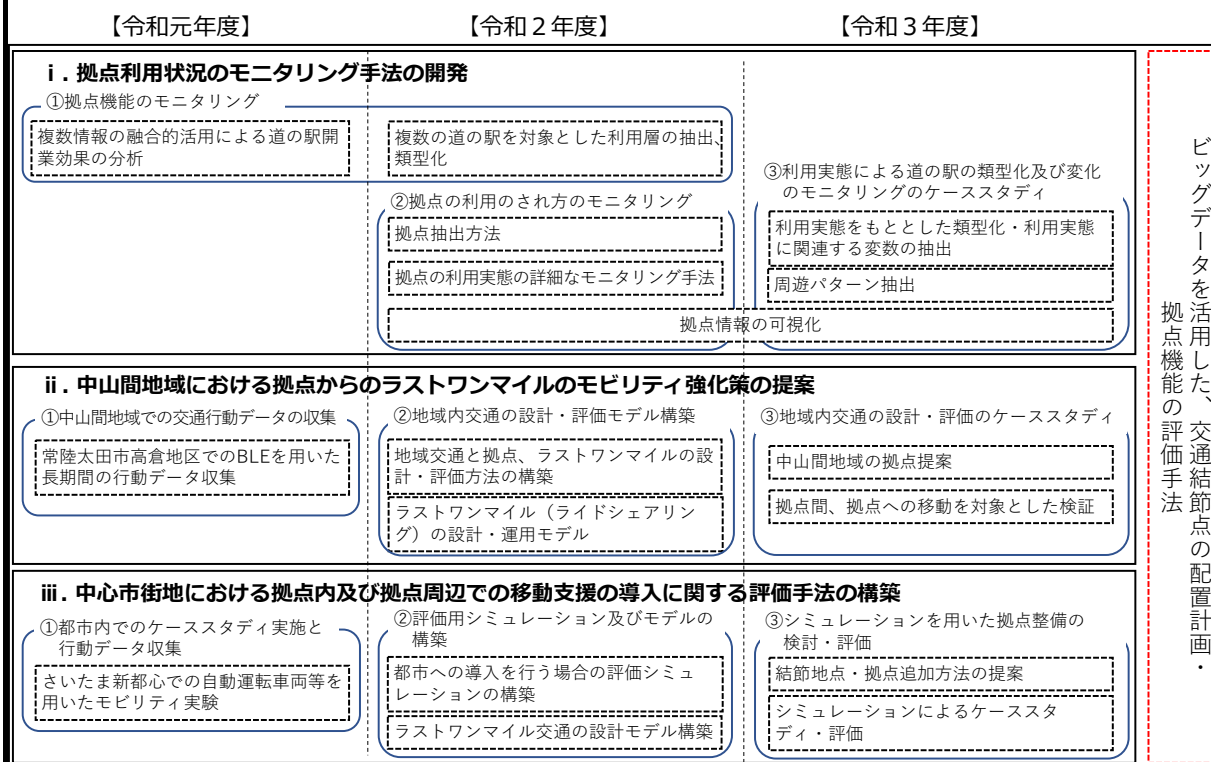 【令和元年度】
【令和２年度】
【令和３年度】
ⅰ．拠点利用状況のモニタリング手法の開発
①拠点機能のモニタリング
複数情報の融合的活用による道の駅開
業効果の分析
複数の道の駅を対象とした利用層の抽出、
類型化
②拠点の利用のされ方のモニタリング
拠点抽出方法
拠点の利用実態の詳細なモニタリング手法
③利用実態による道の駅の類型化及び変化
のモニタリングのケーススタディ
利用実態をもととした類型化・利用実態
に関連する変数の抽出
周遊パターン抽出
拠点情報の可視化
ⅱ．中山間地域における拠点からのラストワンマイルのモビリティ強化策の提案
①中山間地域での交通行動データの収集
常陸太田市高倉地区でのBLEを用いた
長期間の行動データ収集
②地域内交通の設計・評価モデル構築
地域交通と拠点、ラストワンマイルの設
計・評価方法の構築
ラストワンマイル（ライドシェアリン
グ）の設計・運用モデル
③地域内交通の設計・評価のケーススタディ
中山間地域の拠点提案
拠点間、拠点への移動を対象とした検証
ⅲ．中心市街地における拠点内及び拠点周辺での移動支援の導入に関する評価手法の構築
①都市内でのケーススタディ実施と
行動データ収集
さいたま新都心での自動運転車両等を
用いたモビリティ実験
②評価用シミュレーション及びモデルの
構築
都市への導入を行う場合の評価シミュ
レーションの構築
ラストワンマイル交通の設計モデル構築
③シミュレーションを用いた拠点整備の
検討・評価
結節地点・拠点追加方法の提案
シミュレーションによるケーススタ
ディ・評価
ビッグデータを活用した、交通結節点の配置計画・
拠点機能の評価手法